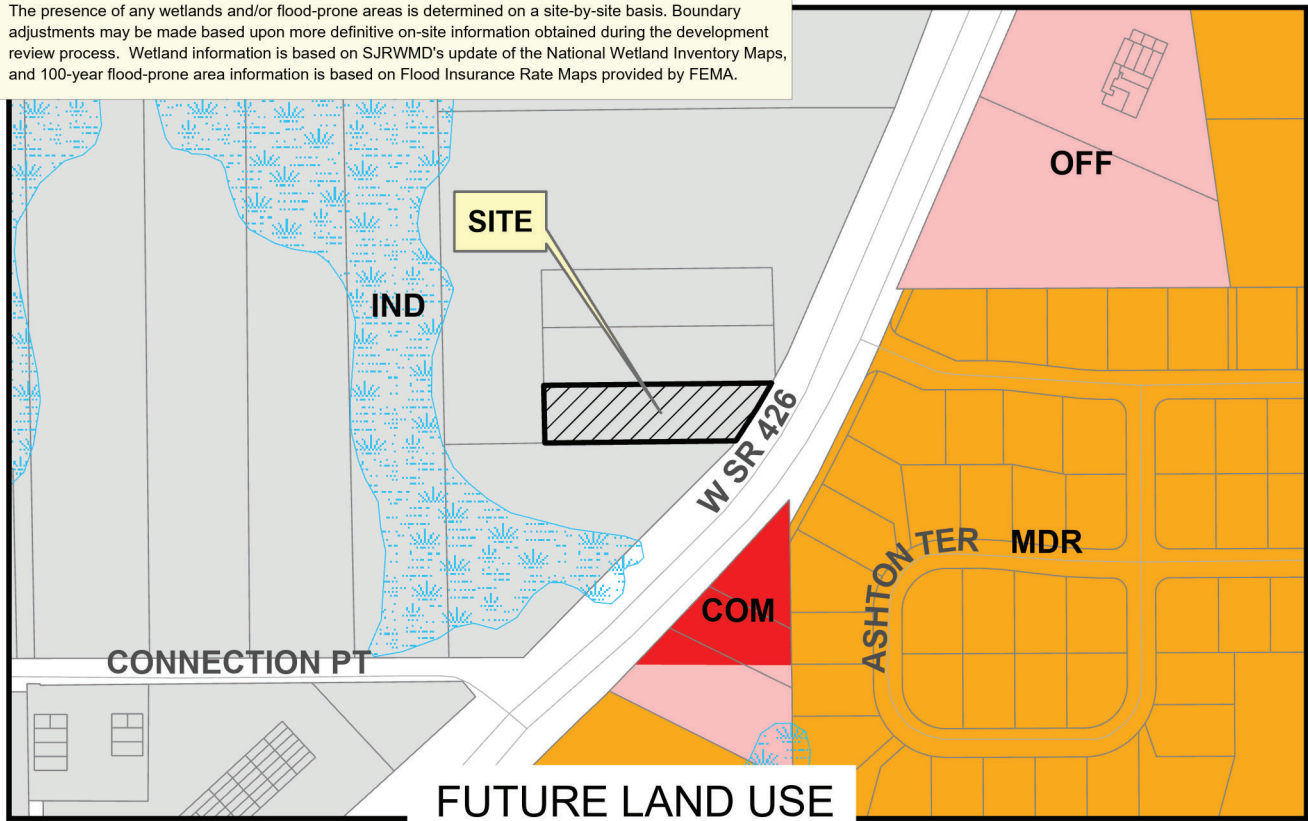 The presence of any wetlands and/or flood-prone areas is determined on a site-by-site basis. Boundary
adjustments may be made based upon more definitive on-site information obtained during the development
review process. Wetland information is based on SJRWMD's update of the National Wetland Inventory Maps,
and 100-year flood-prone area information is based on Flood Insurance Rate Maps provided by FEMA.
OFF
SITE
IND
W SR 426
ASHTON TER
MDR
COM
CONNECTION PT
FUTURE LAND USE